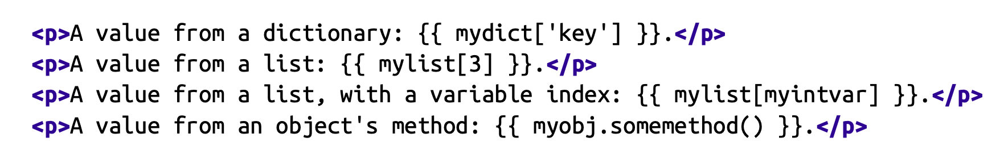 <p>A value from a dictionary: {{ mydict['key'] }}.</p>
<p>A value from a list: {{ mylist[3] }}.</p>
<p>A value from a list, with a variable index: {{ mylist[myintvar] }}.</p>
<p>A value from an object's method: {{ myobj.somemethod() }}.</p>